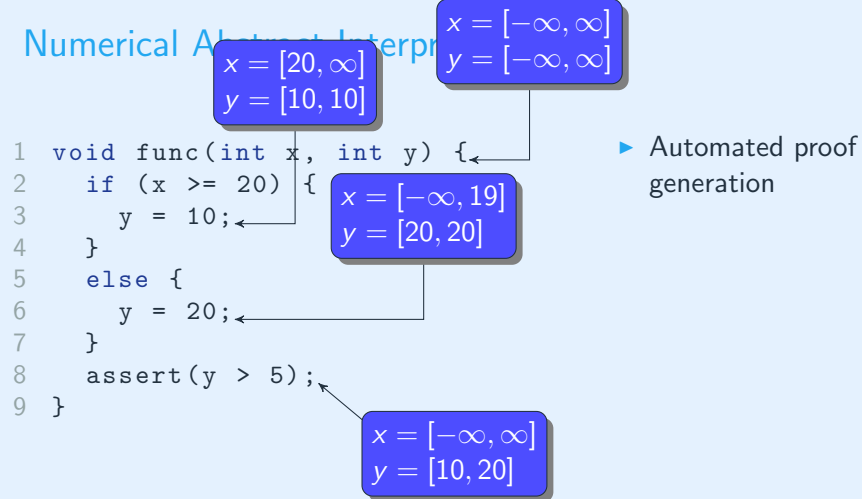 Numerical Abstract Interpr
x = [−∞, ∞]
y = [−∞, ∞]
x = [20, ∞]
y = [10, 10]
1 void func(int x, int y) {
2 if (x >= 20) {
3 y = 10;
4 }
5 else {
6 y = 20;
7 }
8 assert(y > 5);
9 }
x = [−∞, 19]
y = [20, 20]
x = [−∞, ∞]
y = [10, 20]
▶ Automated proof
generation